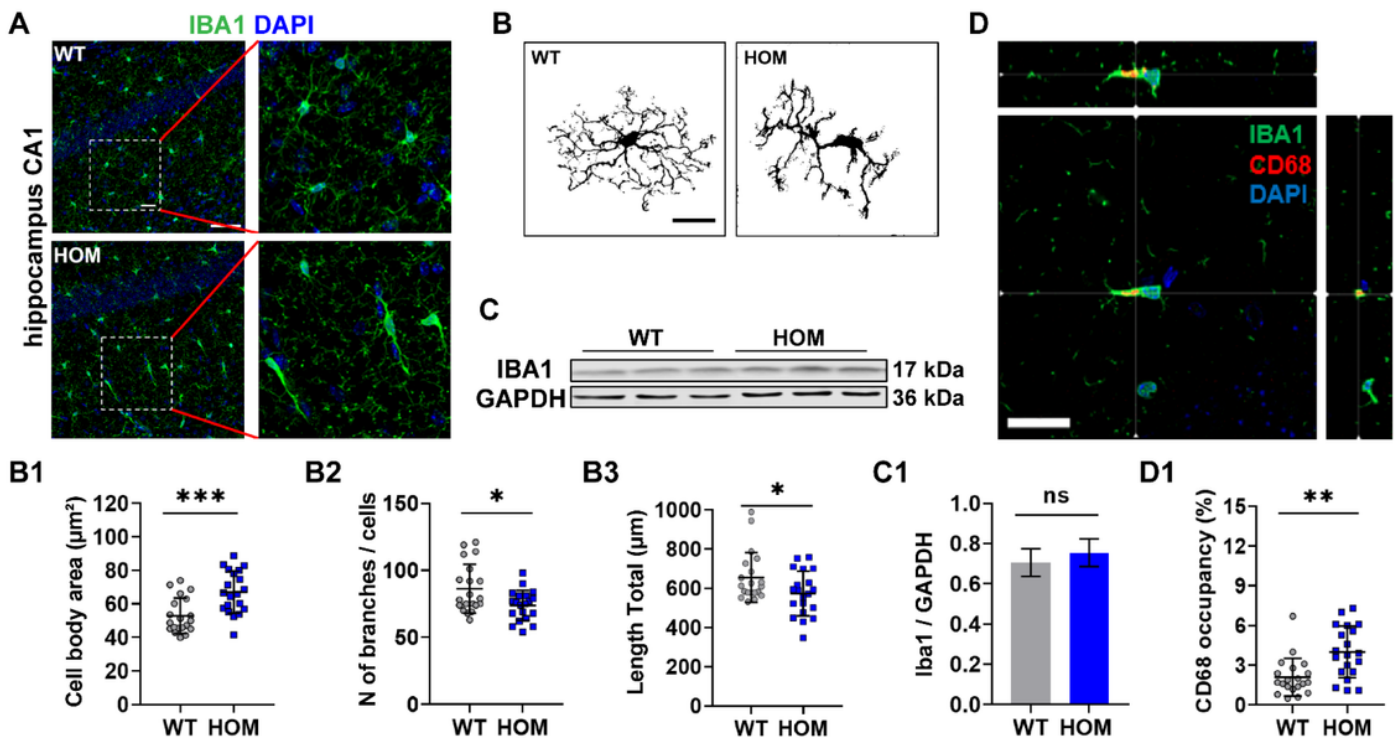 A
IBA1 DAPI
hippocampus CA1
WT
HOM
B
WT
HOM
C
WT HOM
IBA1 17 kDa
GAPDH 36 kDa
D
IBA1
CD68
DAPI
B1
Cell body area (µm²)
***
120
100
80
60
40
20
0
WT HOM
B2
N of branches / cells
*
150
100
50
0
WT HOM
B3
Length Total (µm)
*
1000
800
600
400
200
0
WT HOM
C1
Iba1 / GAPDH
ns
1.0
0.8
0.6
0.4
0.2
0.0
WT HOM
D1
CD68 occupancy (%)
**
15
12
9
6
3
0
WT HOM